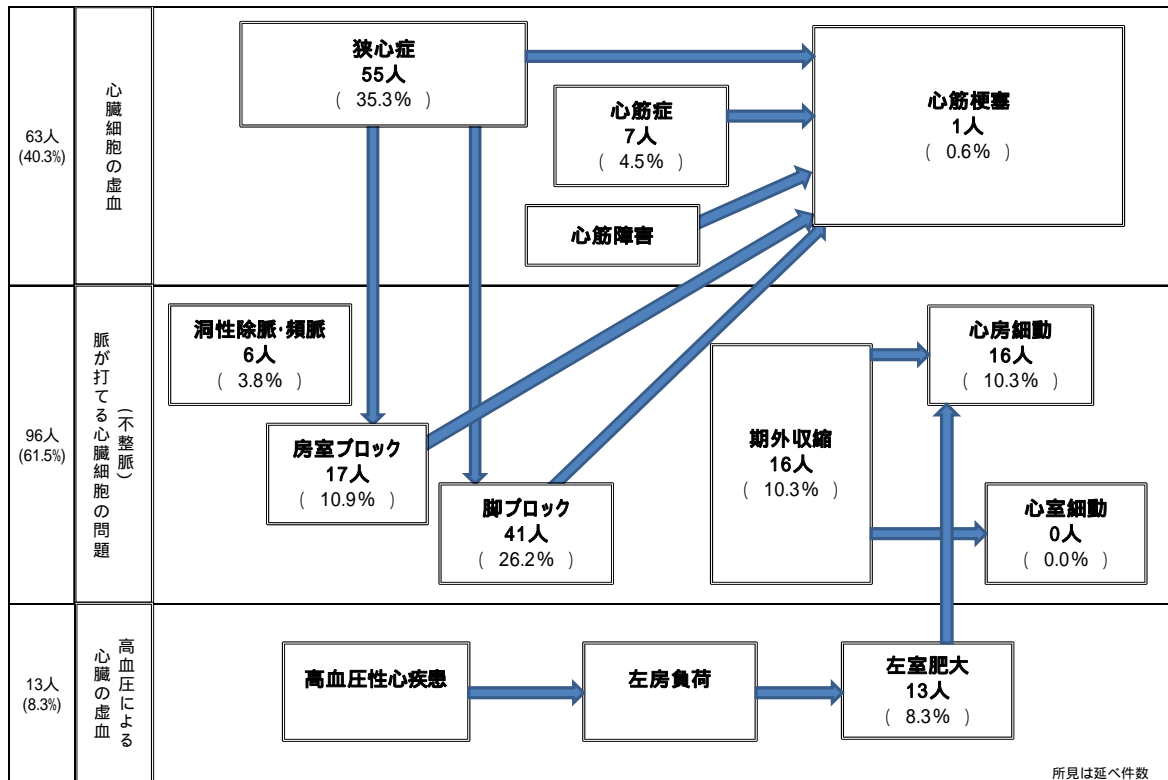 63人
(40.3%)
心臓細胞の虚血
狭心症
55人
( 35.3% )
心筋症
7人
( 4.5% )
心筋障害
心筋梗塞
1人
( 0.6% )
96人
(61.5%)
脈が打てる心臓細胞の問題
(不整脈)
洞性除脈･頻脈
6人
( 3.8% )
房室ブロック
17人
( 10.9% )
脚ブロック
41人
( 26.2% )
期外収縮
16人
( 10.3% )
心房細動
16人
( 10.3% )
心室細動
0人
( 0.0% )
13人
(8.3%)
高血圧による
心臓の虚血
高血圧性心疾患
左房負荷
左室肥大
13人
( 8.3% )
所見は延べ件数